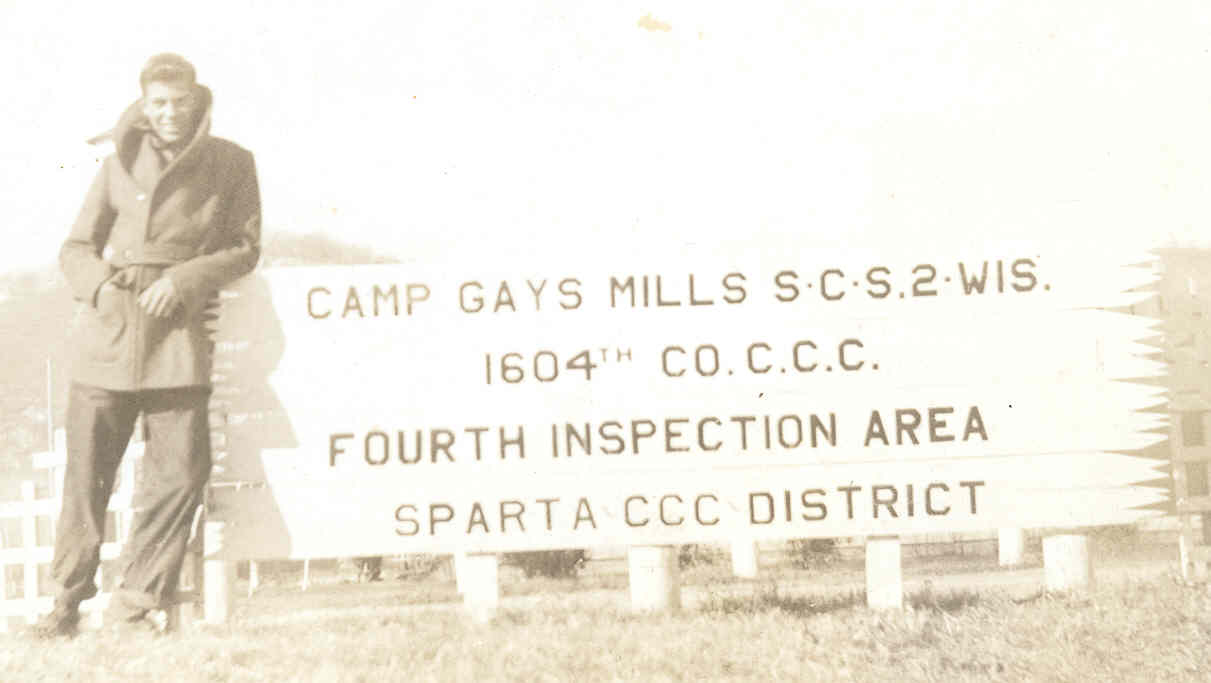 CAMP GAYS MILLS S·C·S.2·WIS.
1604TH CO.C.C.C.
FOURTH INSPECTION AREA
SPARTA CCC DISTRICT